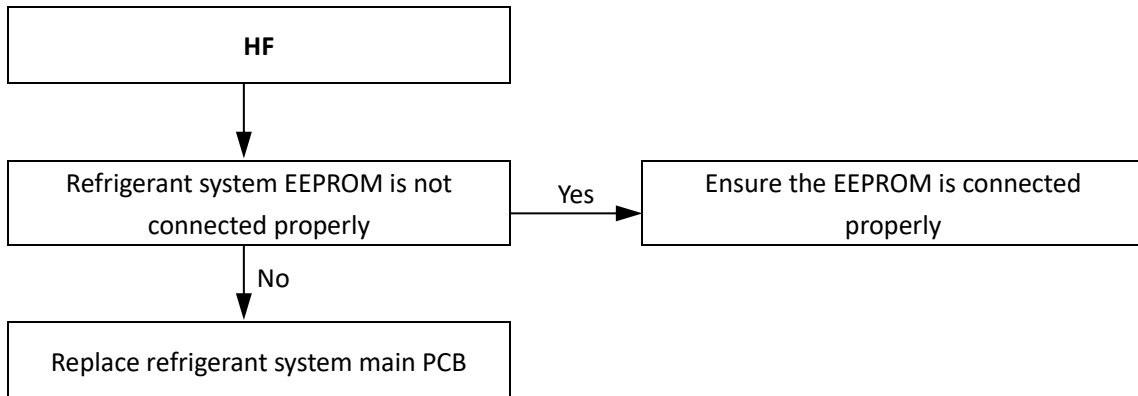 HF
Refrigerant system EEPROM is not
connected properly
Yes
Ensure the EEPROM is connected
properly
No
Replace refrigerant system main PCB